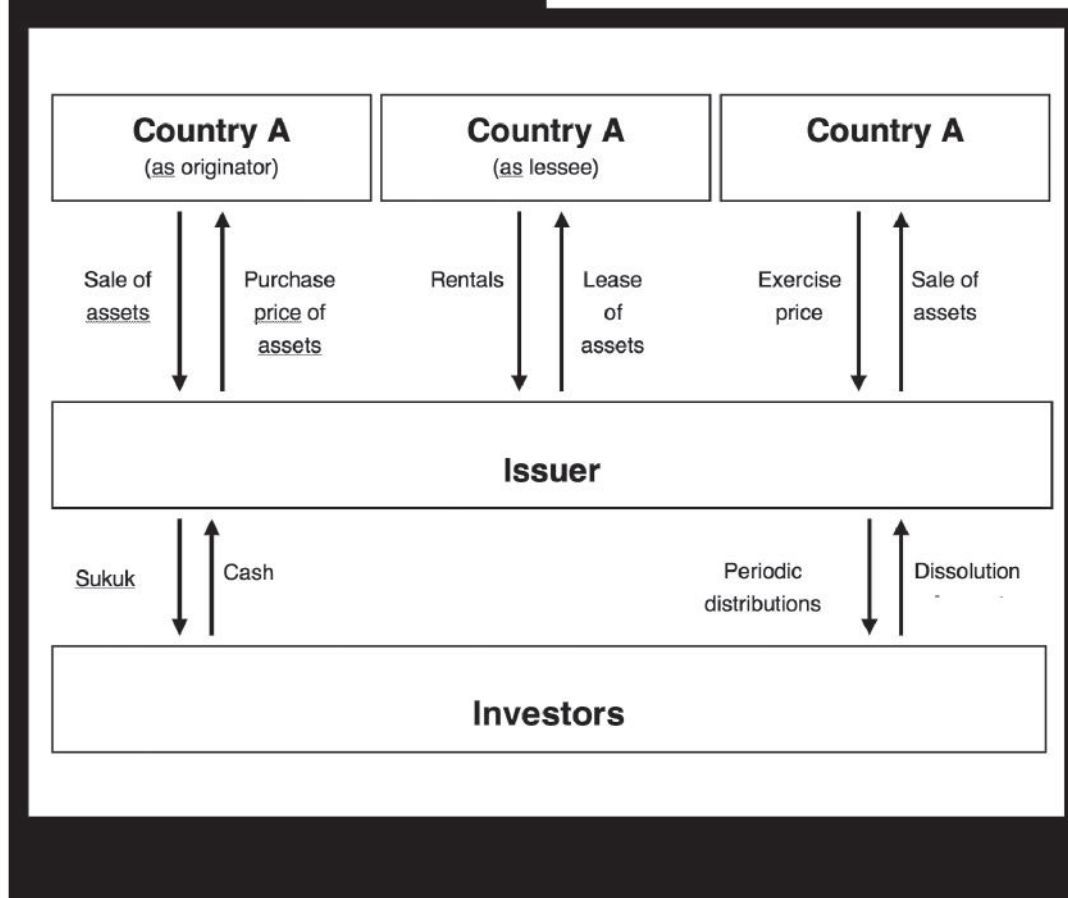 Country A
(as originator)
Country A
(as lessee)
Country A
Sale of
assets
Purchase
price of
assets
Rentals
Lease
of
assets
Exercise
price
Sale of
assets
Issuer
Sukuk
Cash
Periodic
distributions
Dissolution
Investors